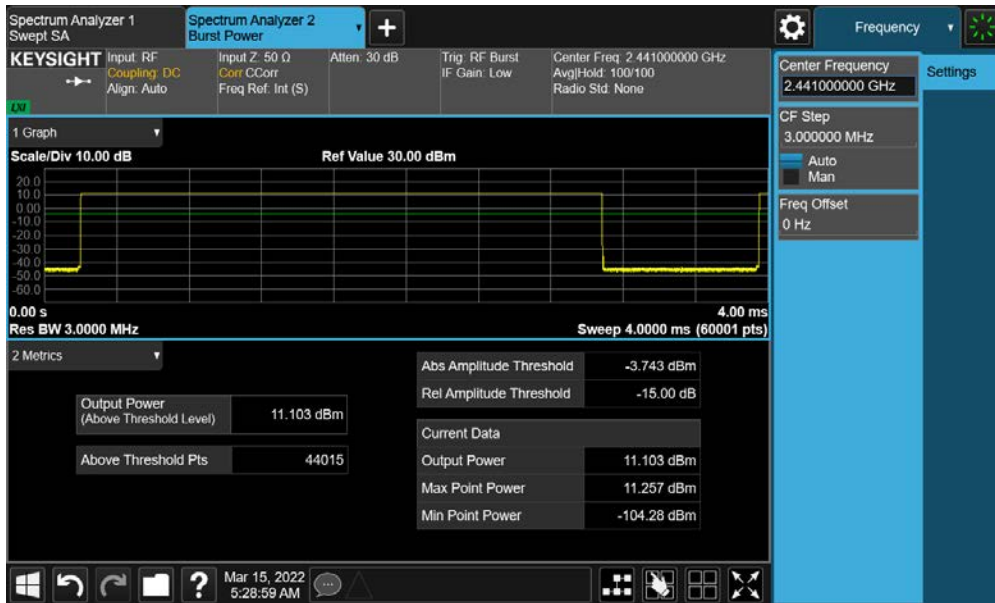 Spectrum Analyzer 1
Swept SA
Spectrum Analyzer 2
Burst Power
Frequency
KEYSIGHT
Input: RF
Coupling: DC
Align: Auto
Input Z: 50 Ω
Corr CCorr
Freq Ref: Int (S)
Atten: 30 dB
Trig: RF Burst
IF Gain: Low
Center Freq: 2.441000000 GHz
Avg|Hold: 100/100
Radio Std: None
LXI
Center Frequency
2.441000000 GHz
Settings
CF Step
3.000000 MHz
Auto
Man
Freq Offset
0 Hz
1 Graph
Scale/Div 10.00 dB
Ref Value 30.00 dBm
20.0
10.0
0.00
-10.0
-20.0
-30.0
-40.0
-50.0
-60.0
0.00 s
4.00 ms
Res BW 3.0000 MHz
Sweep 4.0000 ms (60001 pts)
2 Metrics
Output Power
(Above Threshold Level)
11.103 dBm
Above Threshold Pts
44015
Abs Amplitude Threshold
-3.743 dBm
Rel Amplitude Threshold
-15.00 dB
Current Data
Output Power
11.103 dBm
Max Point Power
11.257 dBm
Min Point Power
-104.28 dBm
?
Mar 15, 2022
5:28:59 AM